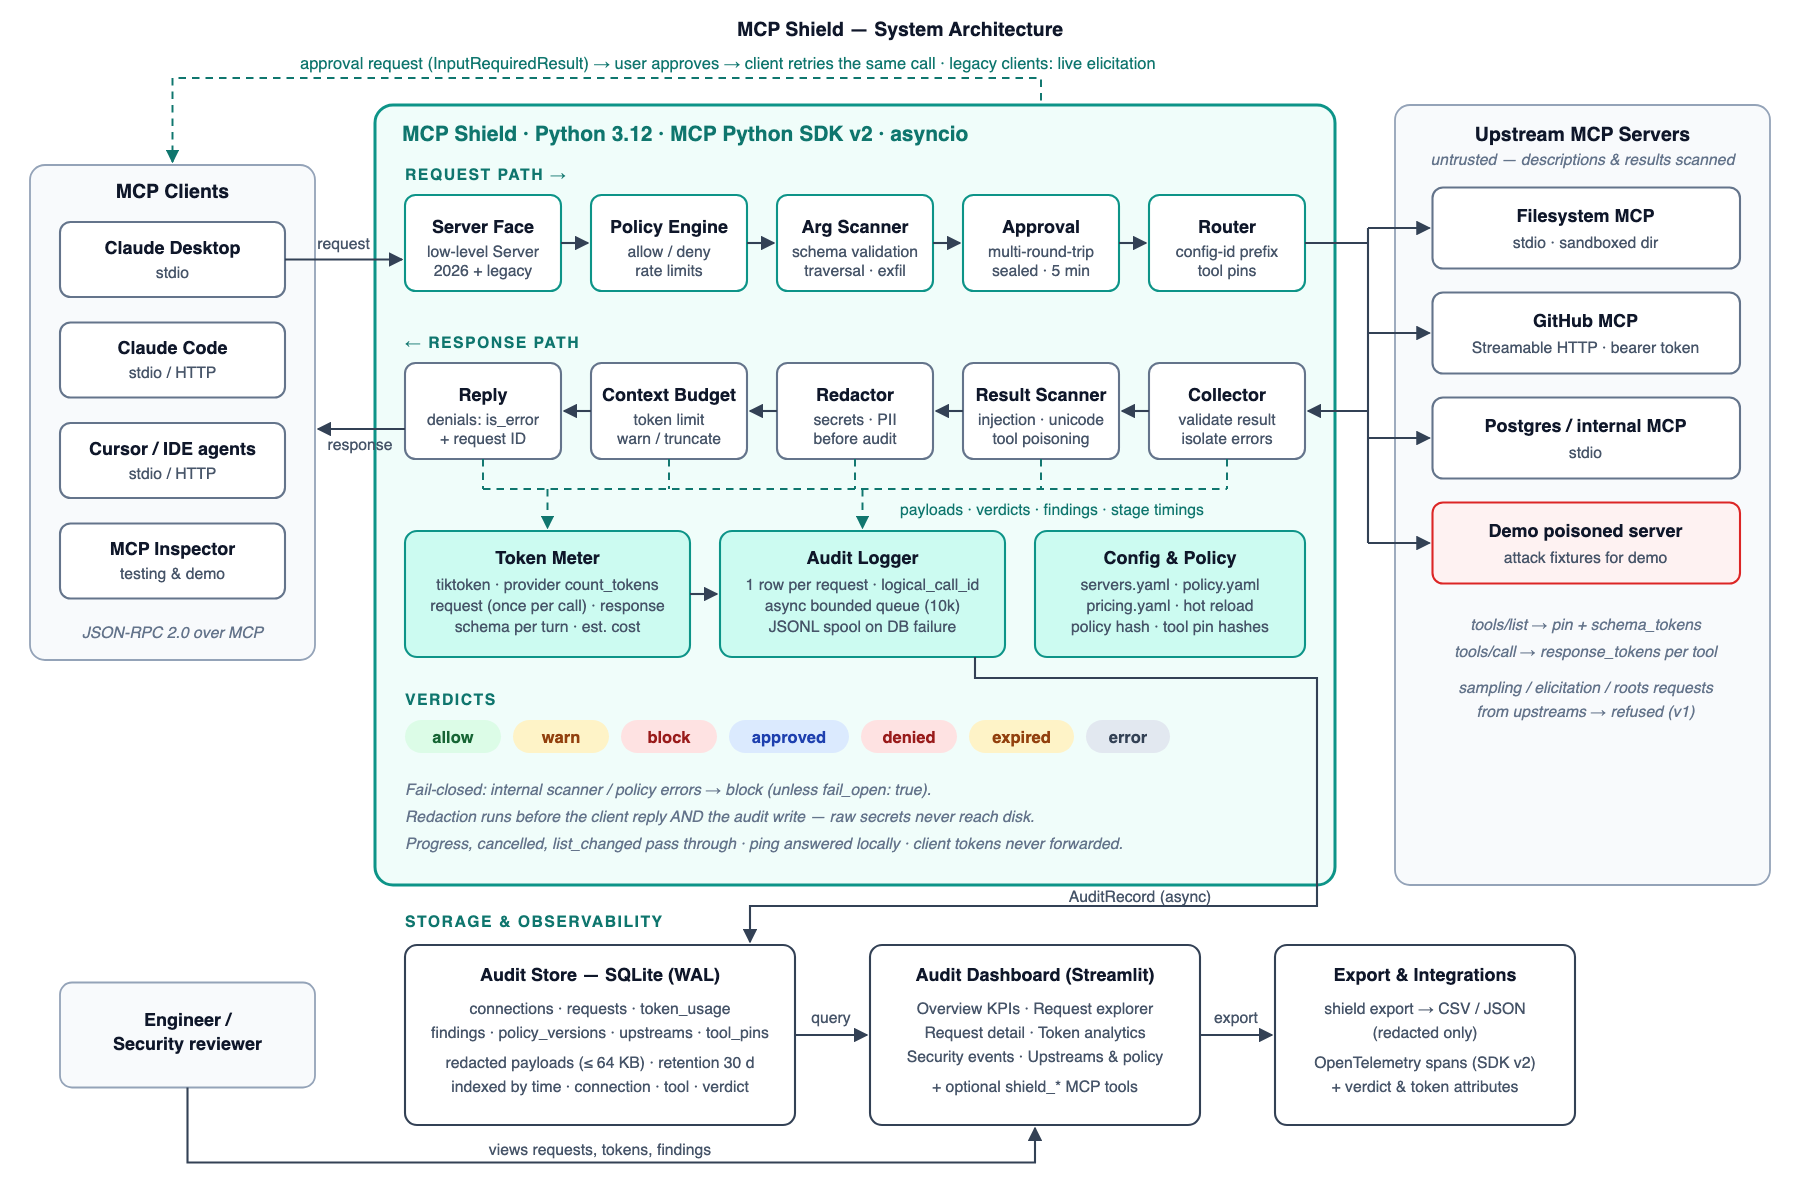 MCP Shield — System Architecture
approval request (InputRequiredResult) → user approves → client retries the same call · legacy clients: live elicitation
MCP Clients
Claude Desktop
stdio
Claude Code
stdio / HTTP
Cursor / IDE agents
stdio / HTTP
MCP Inspector
testing & demo
JSON-RPC 2.0 over MCP
request
response
MCP Shield · Python 3.12 · MCP Python SDK v2 · asyncio
REQUEST PATH →
Server Face
low-level Server
2026 + legacy
Policy Engine
allow / deny
rate limits
Arg Scanner
schema validation
traversal · exfil
Approval
multi-round-trip
sealed · 5 min
Router
config-id prefix
tool pins
← RESPONSE PATH
Reply
denials: is_error
+ request ID
Context Budget
token limit
warn / truncate
Redactor
secrets · PII
before audit
Result Scanner
injection · unicode
tool poisoning
Collector
validate result
isolate errors
payloads · verdicts · findings · stage timings
Token Meter
tiktoken · provider count_tokens
request (once per call) · response
schema per turn · est. cost
Audit Logger
1 row per request · logical_call_id
async bounded queue (10k)
JSONL spool on DB failure
Config & Policy
servers.yaml · policy.yaml
pricing.yaml · hot reload
policy hash · tool pin hashes
VERDICTS
allow
warn
block
approved
denied
expired
error
Fail-closed: internal scanner / policy errors → block (unless fail_open: true).
Redaction runs before the client reply AND the audit write — raw secrets never reach disk.
Progress, cancelled, list_changed pass through · ping answered locally · client tokens never forwarded.
Upstream MCP Servers
untrusted — descriptions & results scanned
Filesystem MCP
stdio · sandboxed dir
GitHub MCP
Streamable HTTP · bearer token
Postgres / internal MCP
stdio
Demo poisoned server
attack fixtures for demo
tools/list → pin + schema_tokens
tools/call → response_tokens per tool
sampling / elicitation / roots requests
from upstreams → refused (v1)
AuditRecord (async)
STORAGE & OBSERVABILITY
Engineer /
Security reviewer
Audit Store — SQLite (WAL)
connections · requests · token_usage
findings · policy_versions · upstreams · tool_pins
redacted payloads (≤ 64 KB) · retention 30 d
indexed by time · connection · tool · verdict
query
Audit Dashboard (Streamlit)
Overview KPIs · Request explorer
Request detail · Token analytics
Security events · Upstreams & policy
+ optional shield_* MCP tools
export
Export & Integrations
shield export → CSV / JSON
(redacted only)
OpenTelemetry spans (SDK v2)
+ verdict & token attributes
views requests, tokens, findings